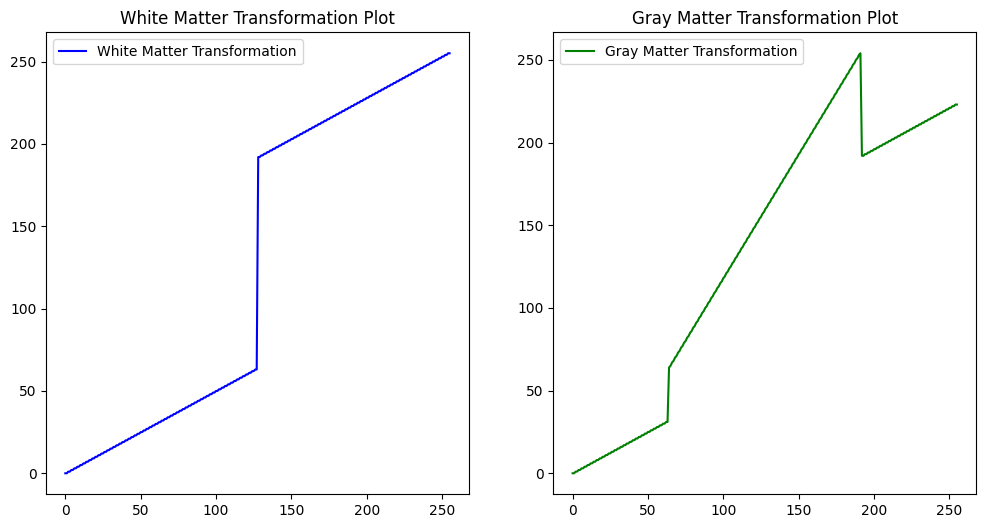 White Matter Transformation Plot
White Matter Transformation
250
200
150
100
50
0
0 50 100 150 200 250
Gray Matter Transformation Plot
Gray Matter Transformation
250
200
150
100
50
0
0 50 100 150 200 250